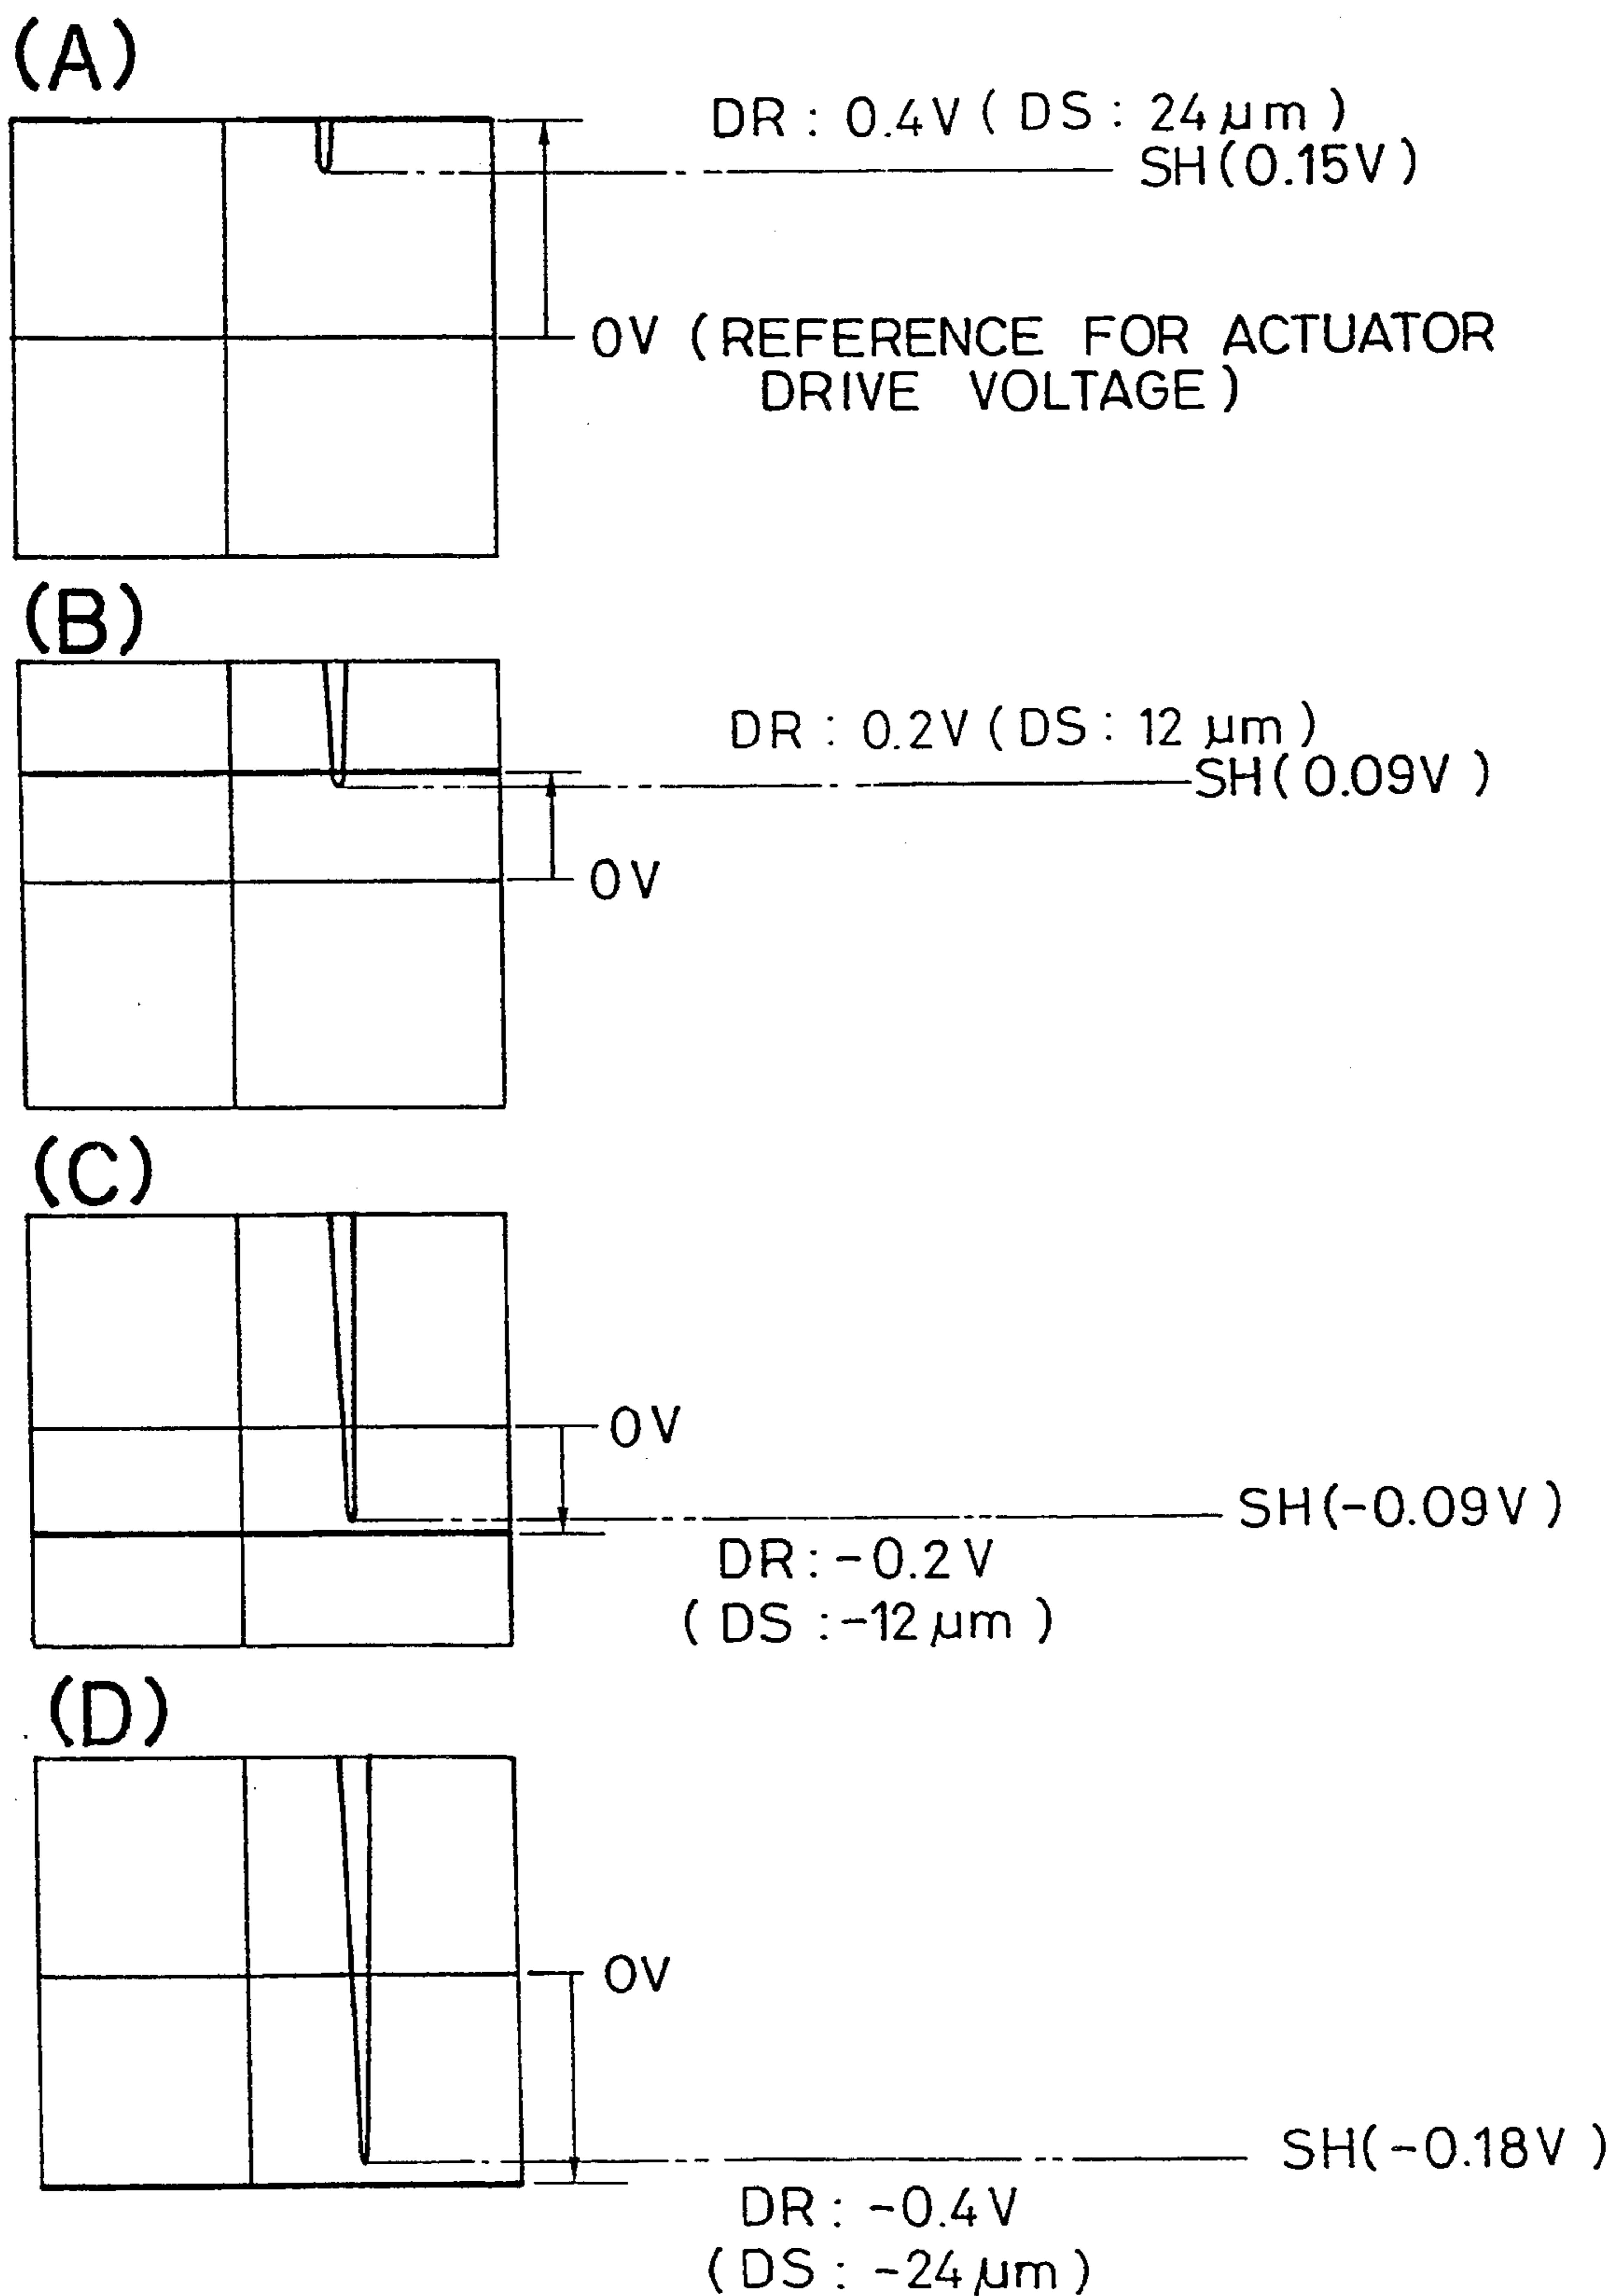 (A)
DR : 0.4V ( DS : 24 μm )
SH(0.15V)
0V (REFERENCE FOR ACTUATOR
DRIVE VOLTAGE)
(B)
DR : 0.2V ( DS : 12 μm )
SH(0.09V)
0V
(C)
0V
SH(-0.09V)
DR : -0.2V
( DS : -12 μm )
(D)
0V
SH(-0.18V)
DR : -0.4V
( DS : -24 μm )